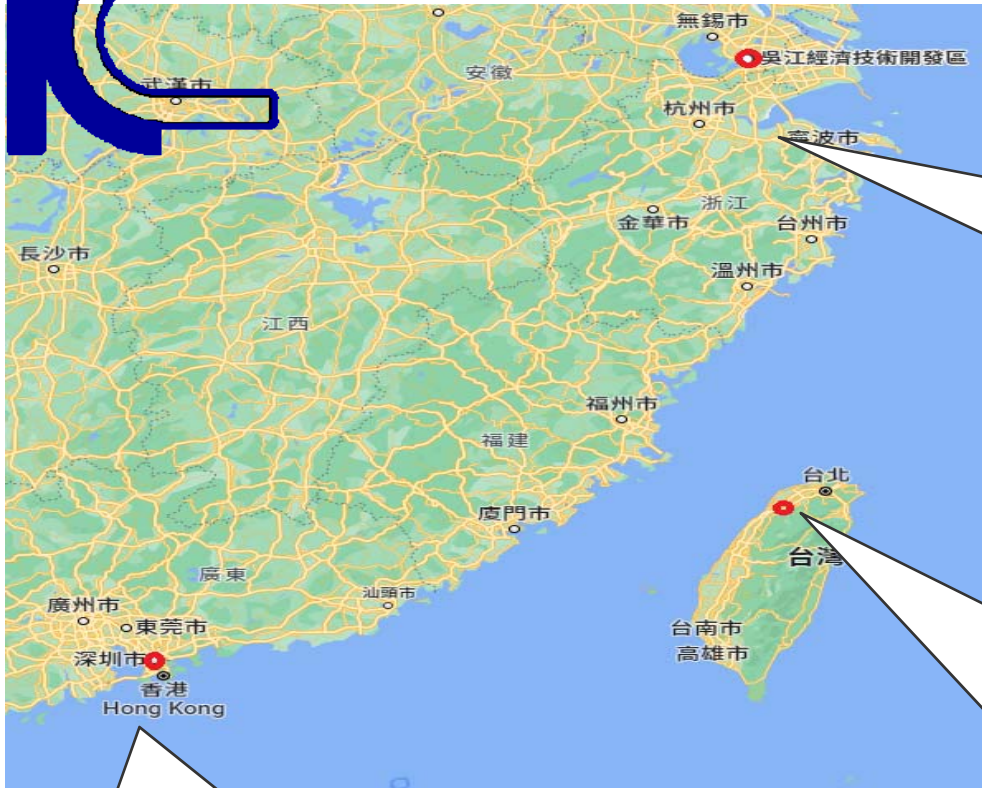 無錫市
吳江經濟技術開發區
安徽
武漢市
杭州市
寧波市
浙江
金華市
台州市
長沙市
溫州市
江西
福州市
福建
台北
廈門市
台灣
廣東
汕頭市
廣州市
東莞市
台南市
深圳市
高雄市
香港
Hong Kong